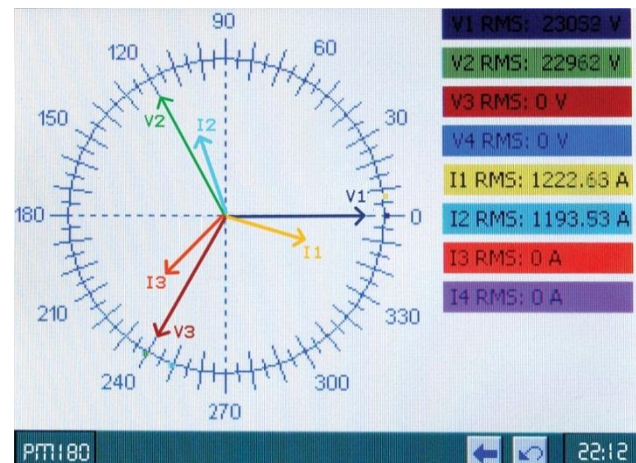 90
120
60
150
30
180
0
210
330
240
300
270
V1
V2
V3
I1
I2
I3
V1 RMS: 23059 V
V2 RMS: 22962 V
V3 RMS: 0 V
V4 RMS: 0 V
I1 RMS: 1222.63 A
I2 RMS: 1193.53 A
I3 RMS: 0 A
I4 RMS: 0 A
PM180
22:12